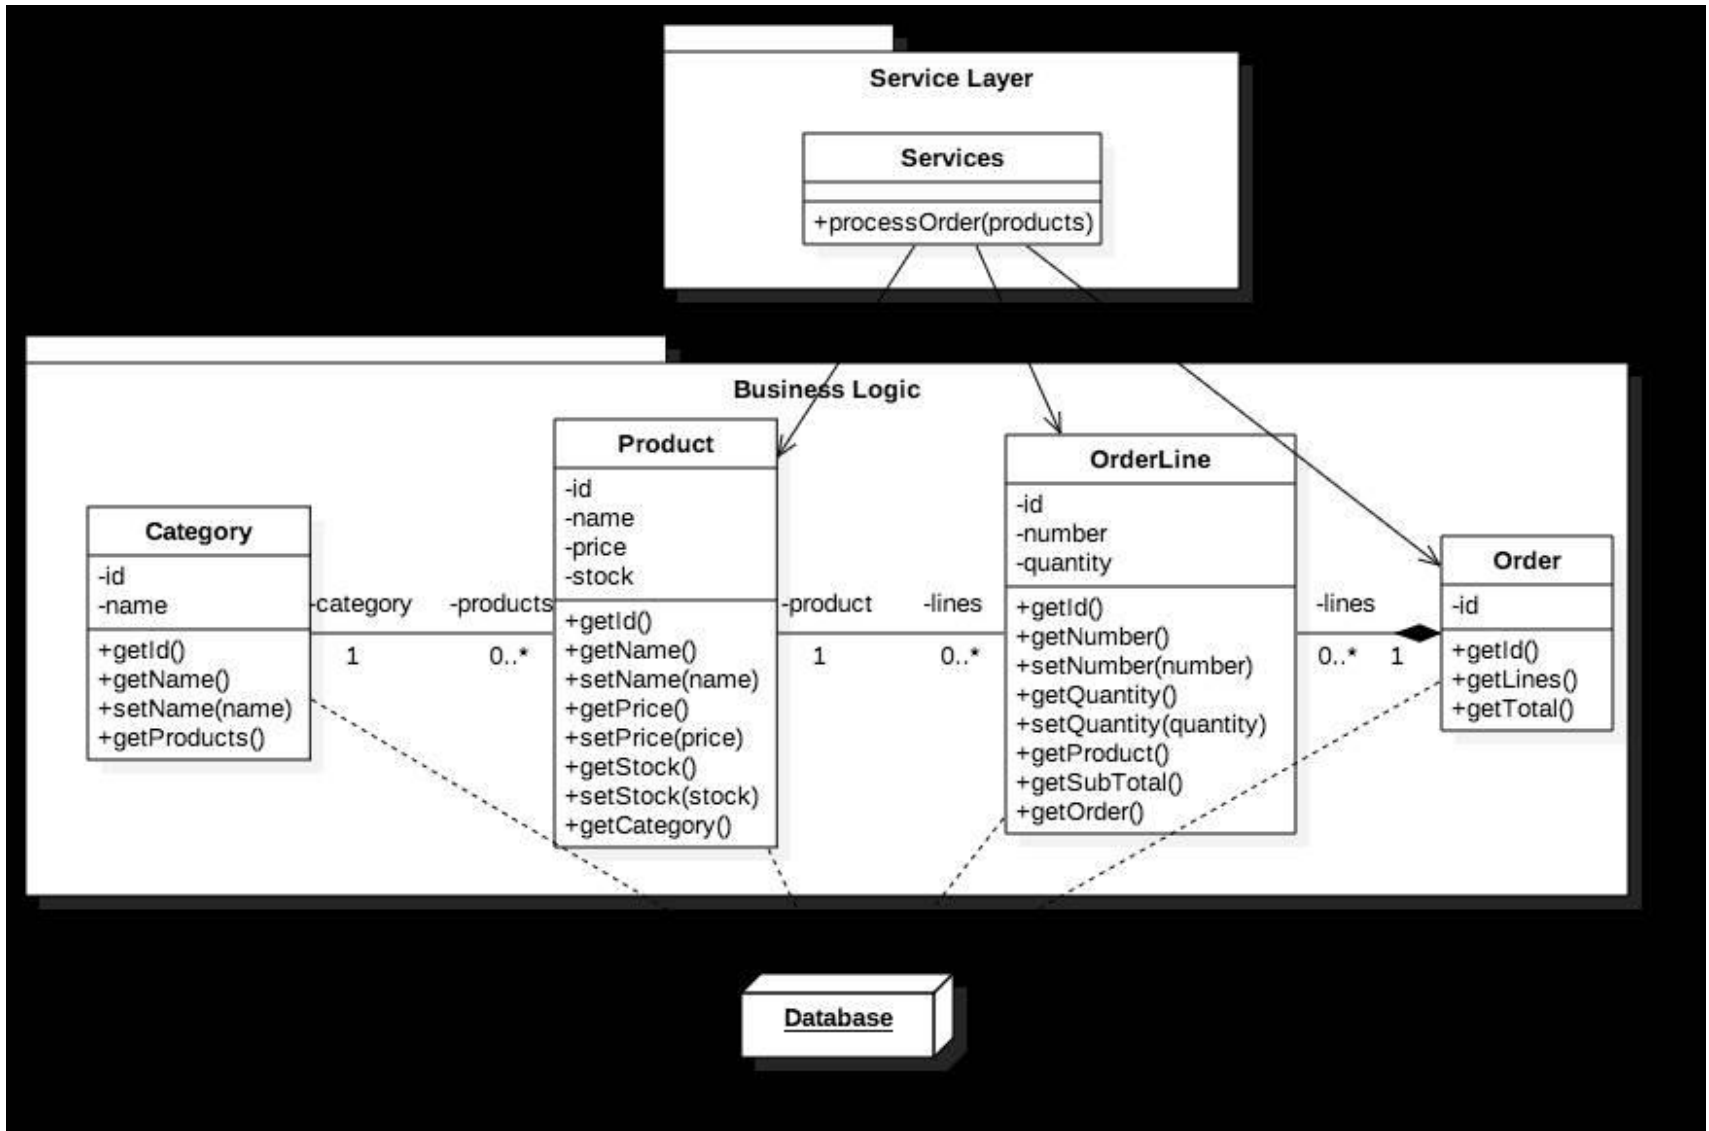 Service Layer
Services
+processOrder(products)
Business Logic
Category
-id
-name
+getId()
+getName()
+setName(name)
+getProducts()
-category
1
-products
0..*
Product
-id
-name
-price
-stock
+getId()
+getName()
+setName(name)
+getPrice()
+setPrice(price)
+getStock()
+setStock(stock)
+getCategory()
-product
1
-lines
0..*
OrderLine
-id
-number
-quantity
+getId()
+getNumber()
+setNumber(number)
+getQuantity()
+setQuantity(quantity)
+getProduct()
+getSubTotal()
+getOrder()
-lines
0..*
1
Order
-id
+getId()
+getLines()
+getTotal()
Database